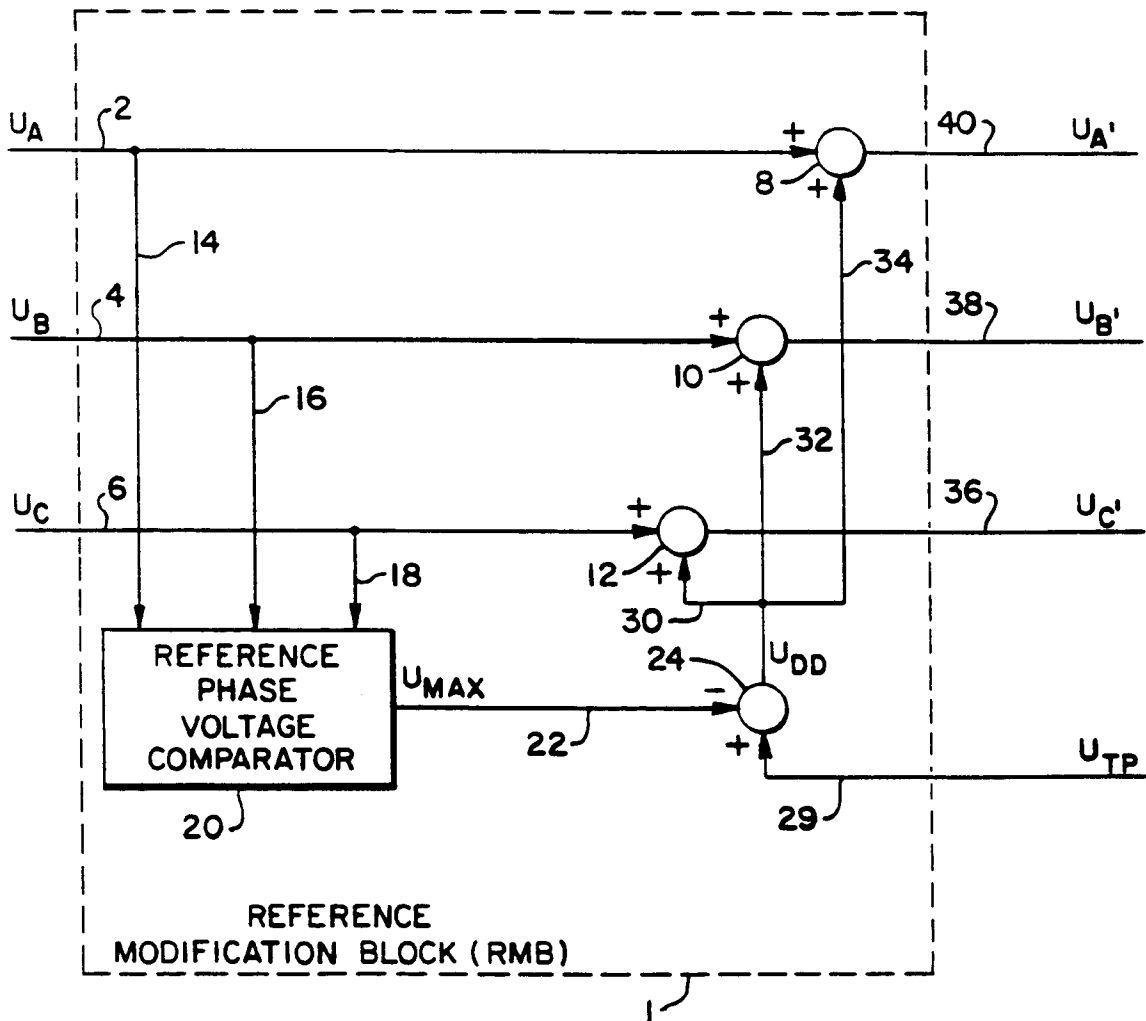 U_A 2 + 40 U_A'
8
+
14 34
U_B 4 + 38 U_B'
10
+
16 32
U_C 6 + 36 U_C'
12
+
18
30
REFERENCE
PHASE
VOLTAGE
COMPARATOR
U_MAX
24 U_DD
-
22
+
U_TP
20
29
REFERENCE
MODIFICATION BLOCK (RMB)
1